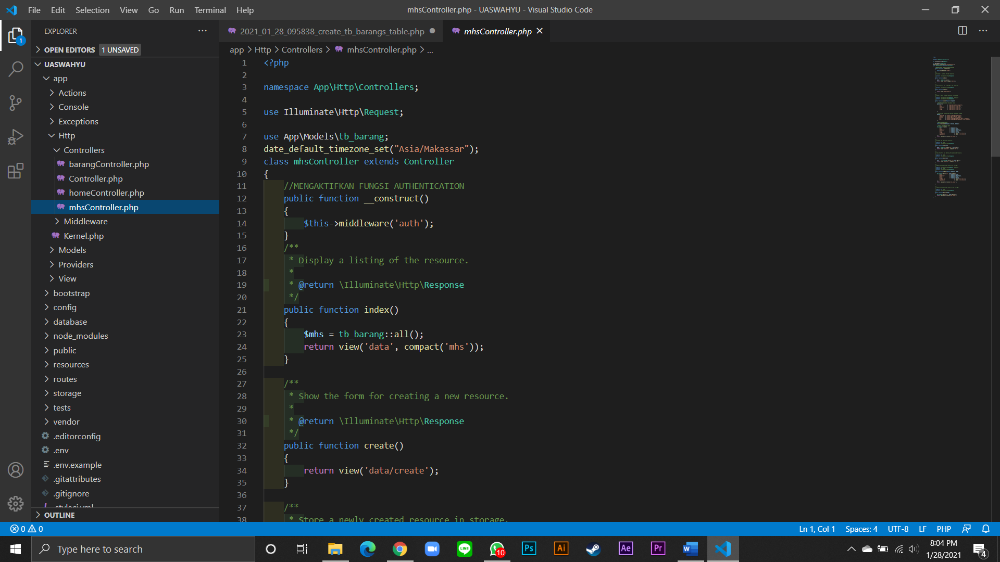 File Edit Selection View Go Run Terminal Help
mhsController.php - UASWAHYU - Visual Studio Code
EXPLORER
1
OPEN EDITORS 1 UNSAVED
UASWAHYU
app
Actions
Console
Exceptions
Http
Controllers
barangController.php
Controller.php
homeController.php
mhsController.php
Middleware
Kernel.php
Models
Providers
View
bootstrap
config
database
node_modules
public
resources
routes
storage
tests
vendor
.editorconfig
.env
.env.example
.gitattributes
.gitignore
.styleci.yml
OUTLINE
2021_01_28_095838_create_tb_barangs_table.php
mhsController.php
app > Http > Controllers > mhsController.php > ...
1 <?php
2
3 namespace App\Http\Controllers;
4
5 use Illuminate\Http\Request;
6
7 use App\Models\tb_barang;
8 date_default_timezone_set("Asia/Makassar");
9 class mhsController extends Controller
10 {
11 //MENGAKTIFKAN FUNGSI AUTHENTICATION
12 public function __construct()
13 {
14 $this->middleware('auth');
15 }
16 /**
17 * Display a listing of the resource.
18 *
19 * @return \Illuminate\Http\Response
20 */
21 public function index()
22 {
23 $mhs = tb_barang::all();
24 return view('data', compact('mhs'));
25 }
26
27 /**
28 * Show the form for creating a new resource.
29 *
30 * @return \Illuminate\Http\Response
31 */
32 public function create()
33 {
34 return view('data/create');
35 }
36
37 /**
38 * Store a newly created resource in storage.
0 0
Ln 1, Col 1 Spaces: 4 UTF-8 LF PHP
Type here to search
LINE
10
Ps
Ai
Ae
Pr
W
8:04 PM
1/28/2021
4